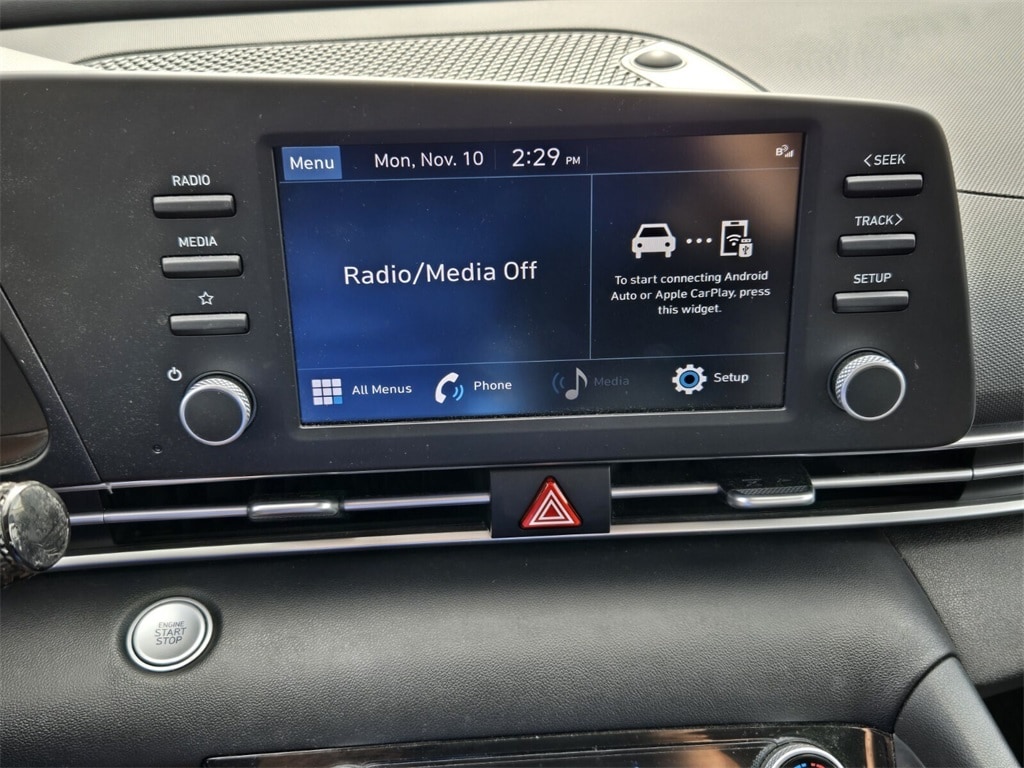 Menu
Mon, Nov. 10
2:29 PM
RADIO
MEDIA
<SEEK
TRACK>
SETUP
Radio/Media Off
To start connecting Android
Auto or Apple CarPlay, press
this widget.
All Menus
Phone
Media
Setup
ENGINE
START
STOP